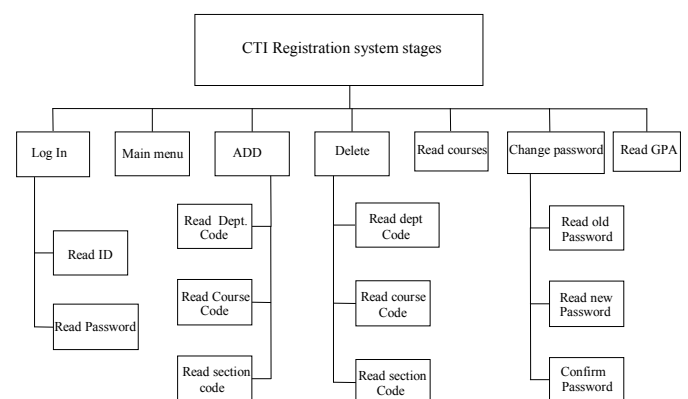 CTI Registration system stages
Log In
Main menu
ADD
Delete
Read courses
Change password
Read GPA
Read ID
Read Password
Read Dept.
Code
Read Course
Code
Read section
code
Read dept
Code
Read course
Code
Read section
Code
Read old
Password
Read new
Password
Confirm
Password